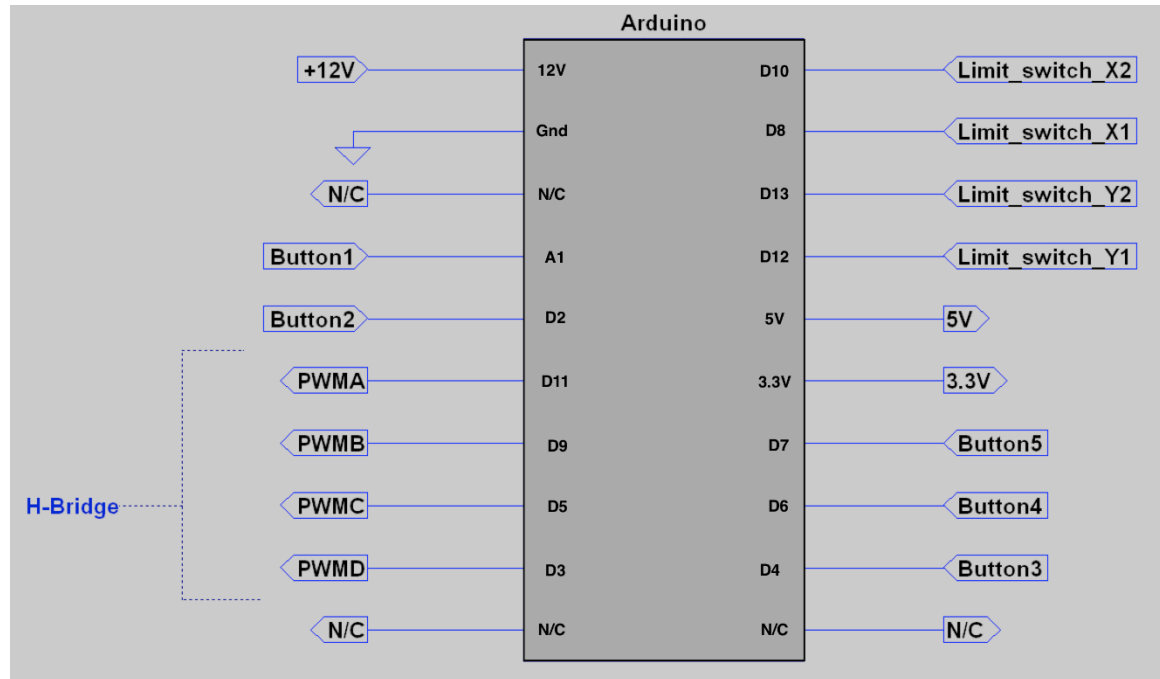 Arduino
+12V 12V D10 Limit_switch_X2
Gnd D8 Limit_switch_X1
N/C N/C D13 Limit_switch_Y2
Button1 A1 D12 Limit_switch_Y1
Button2 D2 5V 5V
PWMA D11 3.3V 3.3V
PWMB D9 D7 Button5
H-Bridge PWMC D5 D6 Button4
PWMD D3 D4 Button3
N/C N/C N/C N/C